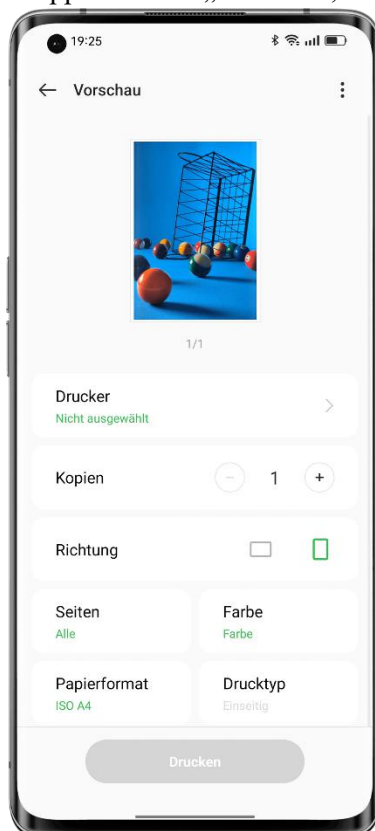 19:25
Vorschau
1/1
Drucker
Nicht ausgewählt
Kopien
1
Richtung
Seiten
Alle
Farbe
Farbe
Papierformat
ISO A4
Drucktyp
Einseitig
Drucken